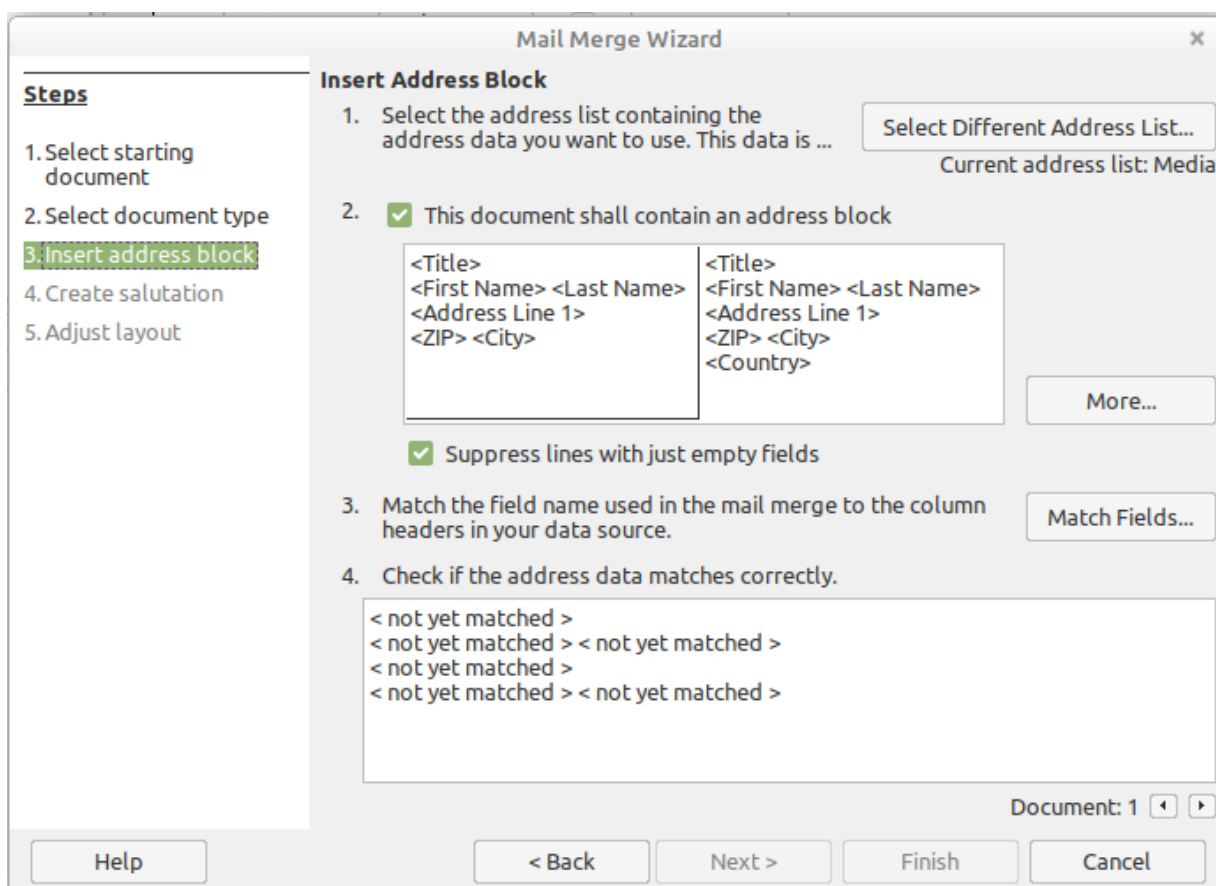 Mail Merge Wizard
Steps
1. Select starting
document
2. Select document type
3. Insert address block
4. Create salutation
5. Adjust layout
Insert Address Block
1. Select the address list containing the
address data you want to use. This data is ...
Select Different Address List...
Current address list: Media
2. This document shall contain an address block
<Title>
<First Name> <Last Name>
<Address Line 1>
<ZIP> <City>
<Title>
<First Name> <Last Name>
<Address Line 1>
<ZIP> <City>
<Country>
More...
Suppress lines with just empty fields
3. Match the field name used in the mail merge to the column
headers in your data source.
Match Fields...
4. Check if the address data matches correctly.
< not yet matched >
< not yet matched > < not yet matched >
< not yet matched >
< not yet matched > < not yet matched >
Document: 1
Help
< Back
Next >
Finish
Cancel